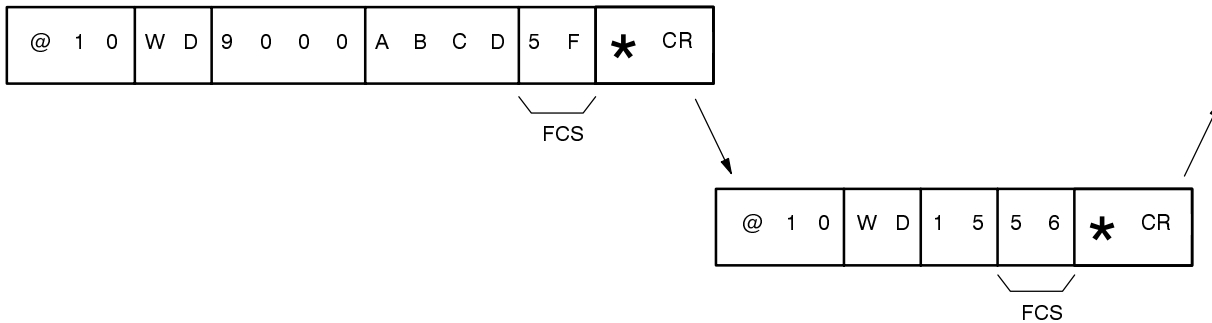 @ 1 0 W D 9 0 0 0 A B C D 5 F * CR
FCS
@ 1 0 W D 1 5 5 6 * CR
FCS